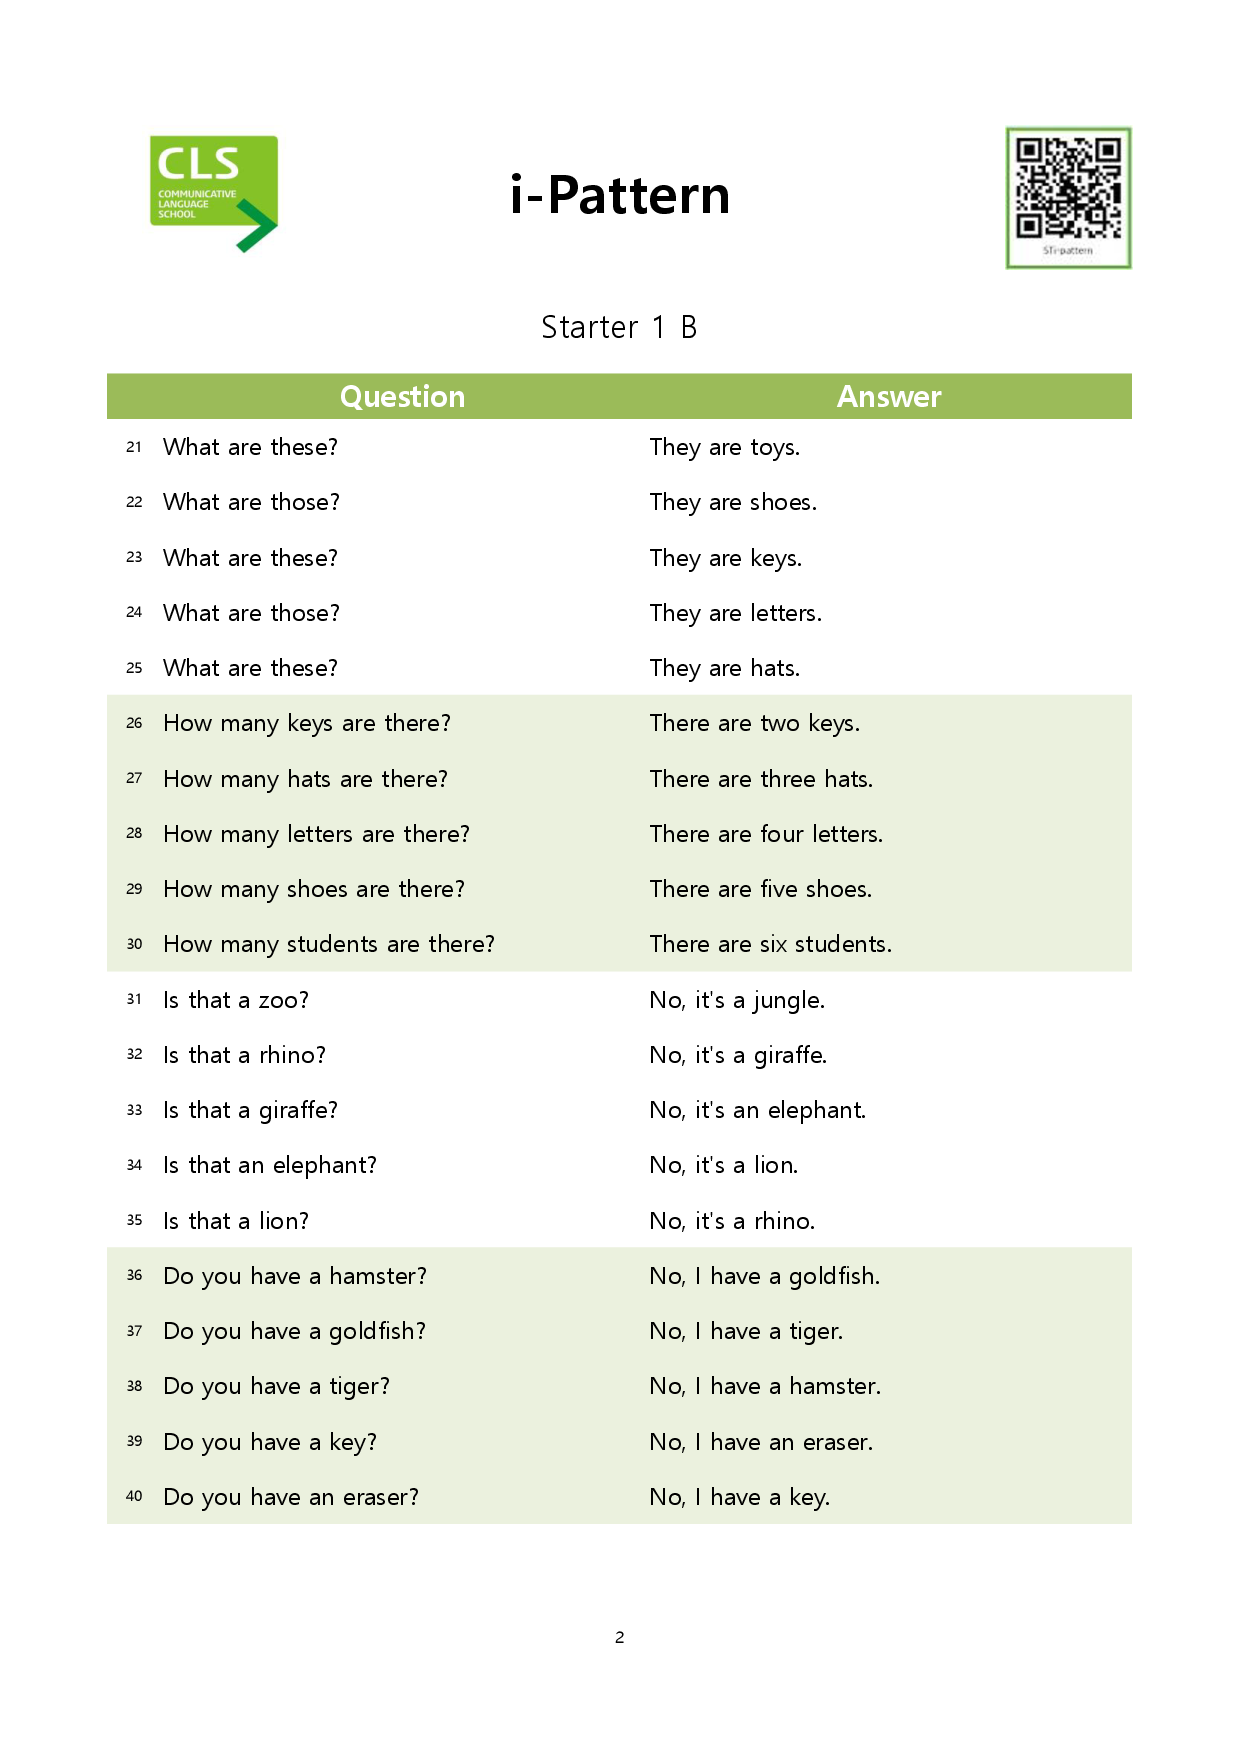 CLS
COMMUNICATIVE
LANGUAGE
SCHOOL
i-Pattern
STi-pattern
Starter 1 B
Question Answer
21 What are these? They are toys.
22 What are those? They are shoes.
23 What are these? They are keys.
24 What are those? They are letters.
25 What are these? They are hats.
26 How many keys are there? There are two keys.
27 How many hats are there? There are three hats.
28 How many letters are there? There are four letters.
29 How many shoes are there? There are five shoes.
30 How many students are there? There are six students.
31 Is that a zoo? No, it's a jungle.
32 Is that a rhino? No, it's a giraffe.
33 Is that a giraffe? No, it's an elephant.
34 Is that an elephant? No, it's a lion.
35 Is that a lion? No, it's a rhino.
36 Do you have a hamster? No, I have a goldfish.
37 Do you have a goldfish? No, I have a tiger.
38 Do you have a tiger? No, I have a hamster.
39 Do you have a key? No, I have an eraser.
40 Do you have an eraser? No, I have a key.
2